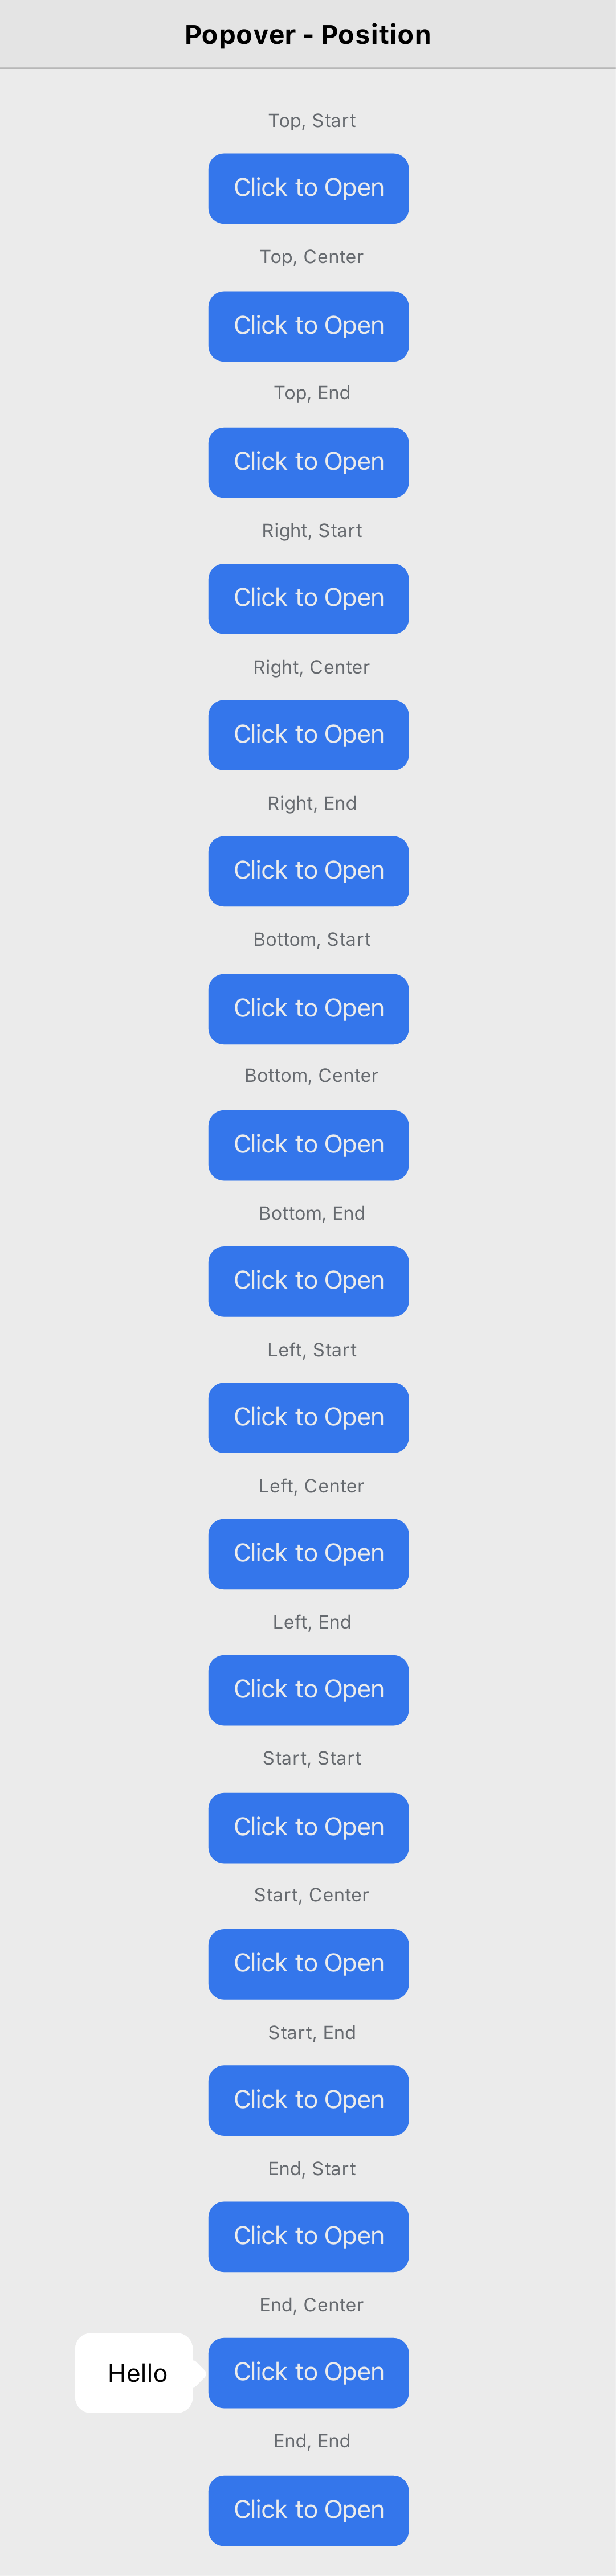 Popover - Position
Top, Start
Click to Open
Top, Center
Click to Open
Top, End
Click to Open
Right, Start
Click to Open
Right, Center
Click to Open
Right, End
Click to Open
Bottom, Start
Click to Open
Bottom, Center
Click to Open
Bottom, End
Click to Open
Left, Start
Click to Open
Left, Center
Click to Open
Left, End
Click to Open
Start, Start
Click to Open
Start, Center
Click to Open
Start, End
Click to Open
End, Start
Click to Open
End, Center
Hello
Click to Open
End, End
Click to Open